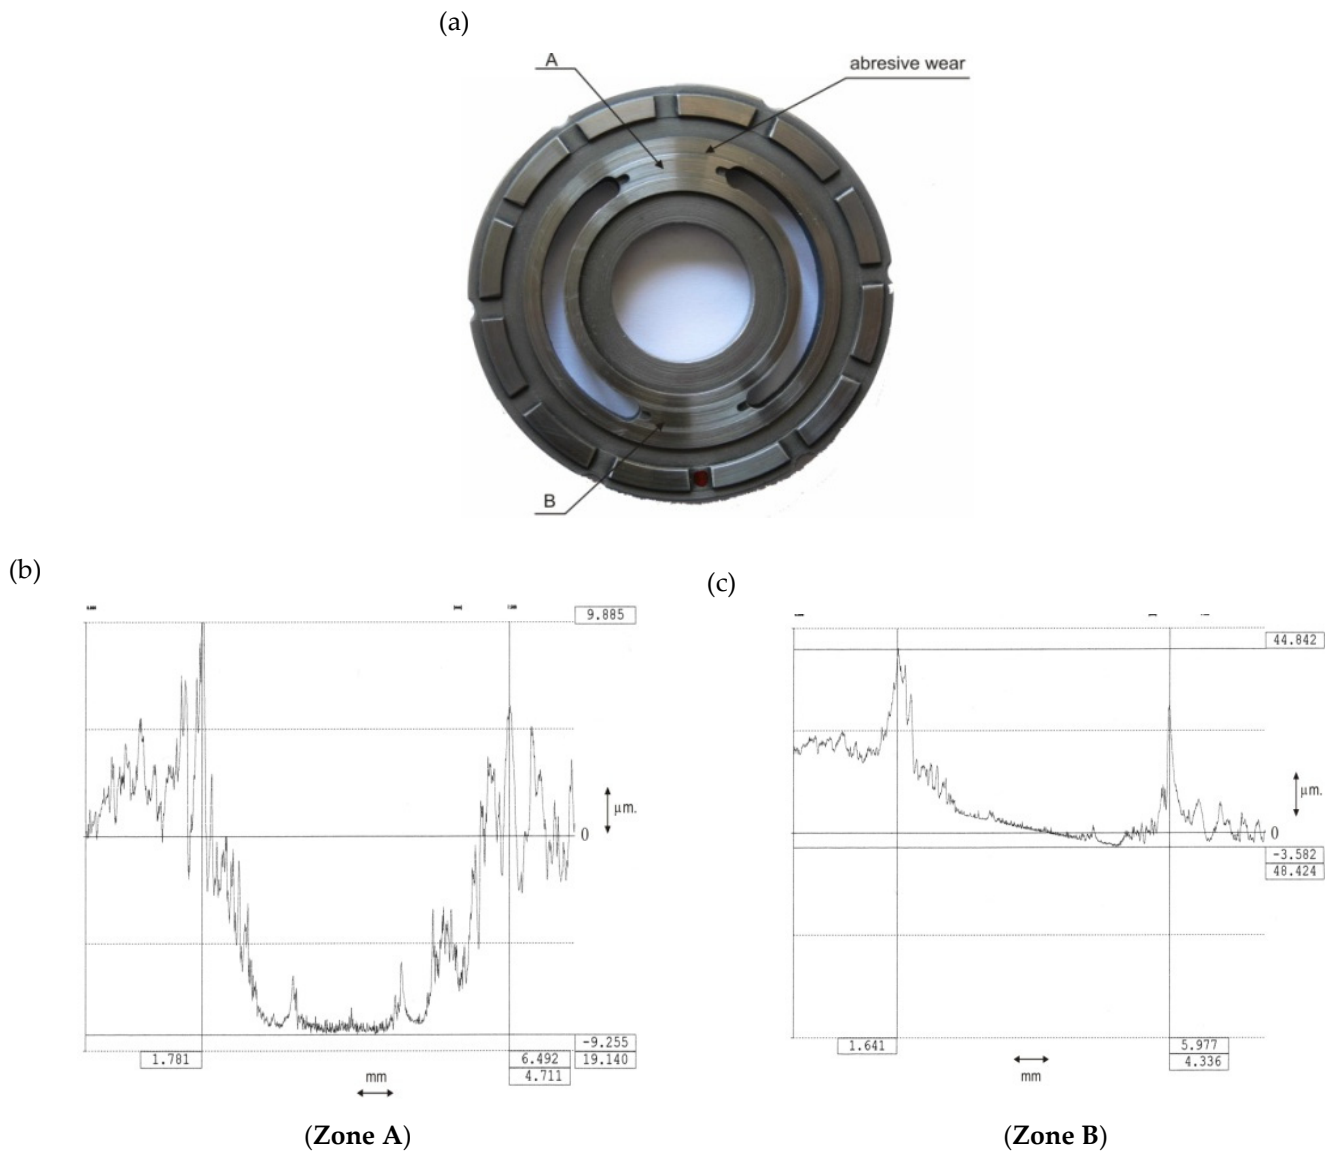 (a)
A
abresive wear
B
(b)
(c)
9.885
44.842
μm.
μm.
0
0
-3.582
48.424
-9.255
1.781
6.492
19.140
1.641
5.977
4.711
4.336
mm
mm
(Zone A)
(Zone B)